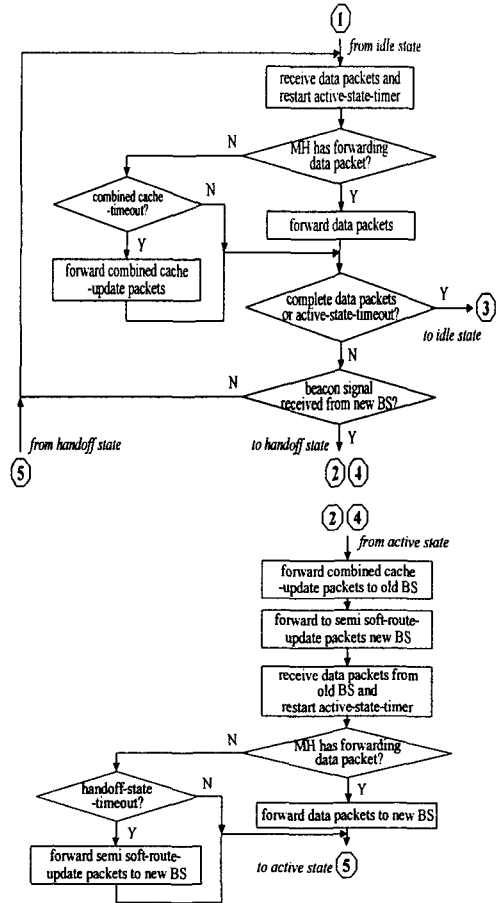 1
from idle state
receive data packets and
restart active-state-timer
N
MH has forwarding
data packet?
Y
combined cache
-timeout?
N
Y
forward data packets
forward combined cache
-update packets
complete data packets
or active-state-timeout?
Y
3
to idle state
N
N
beacon signal
received from new BS?
from handoff state
to handoff state
Y
5
2 4
2 4
from active state
forward combined cache
-update packets to old BS
forward to semi soft-route-
update packets new BS
receive data packets from
old BS and
restart active-state-timer
N
MH has forwarding
data packet?
Y
handoff-state
-timeout?
N
Y
forward data packets to new BS
forward semi soft-route-
update packets to new BS
to active state 5